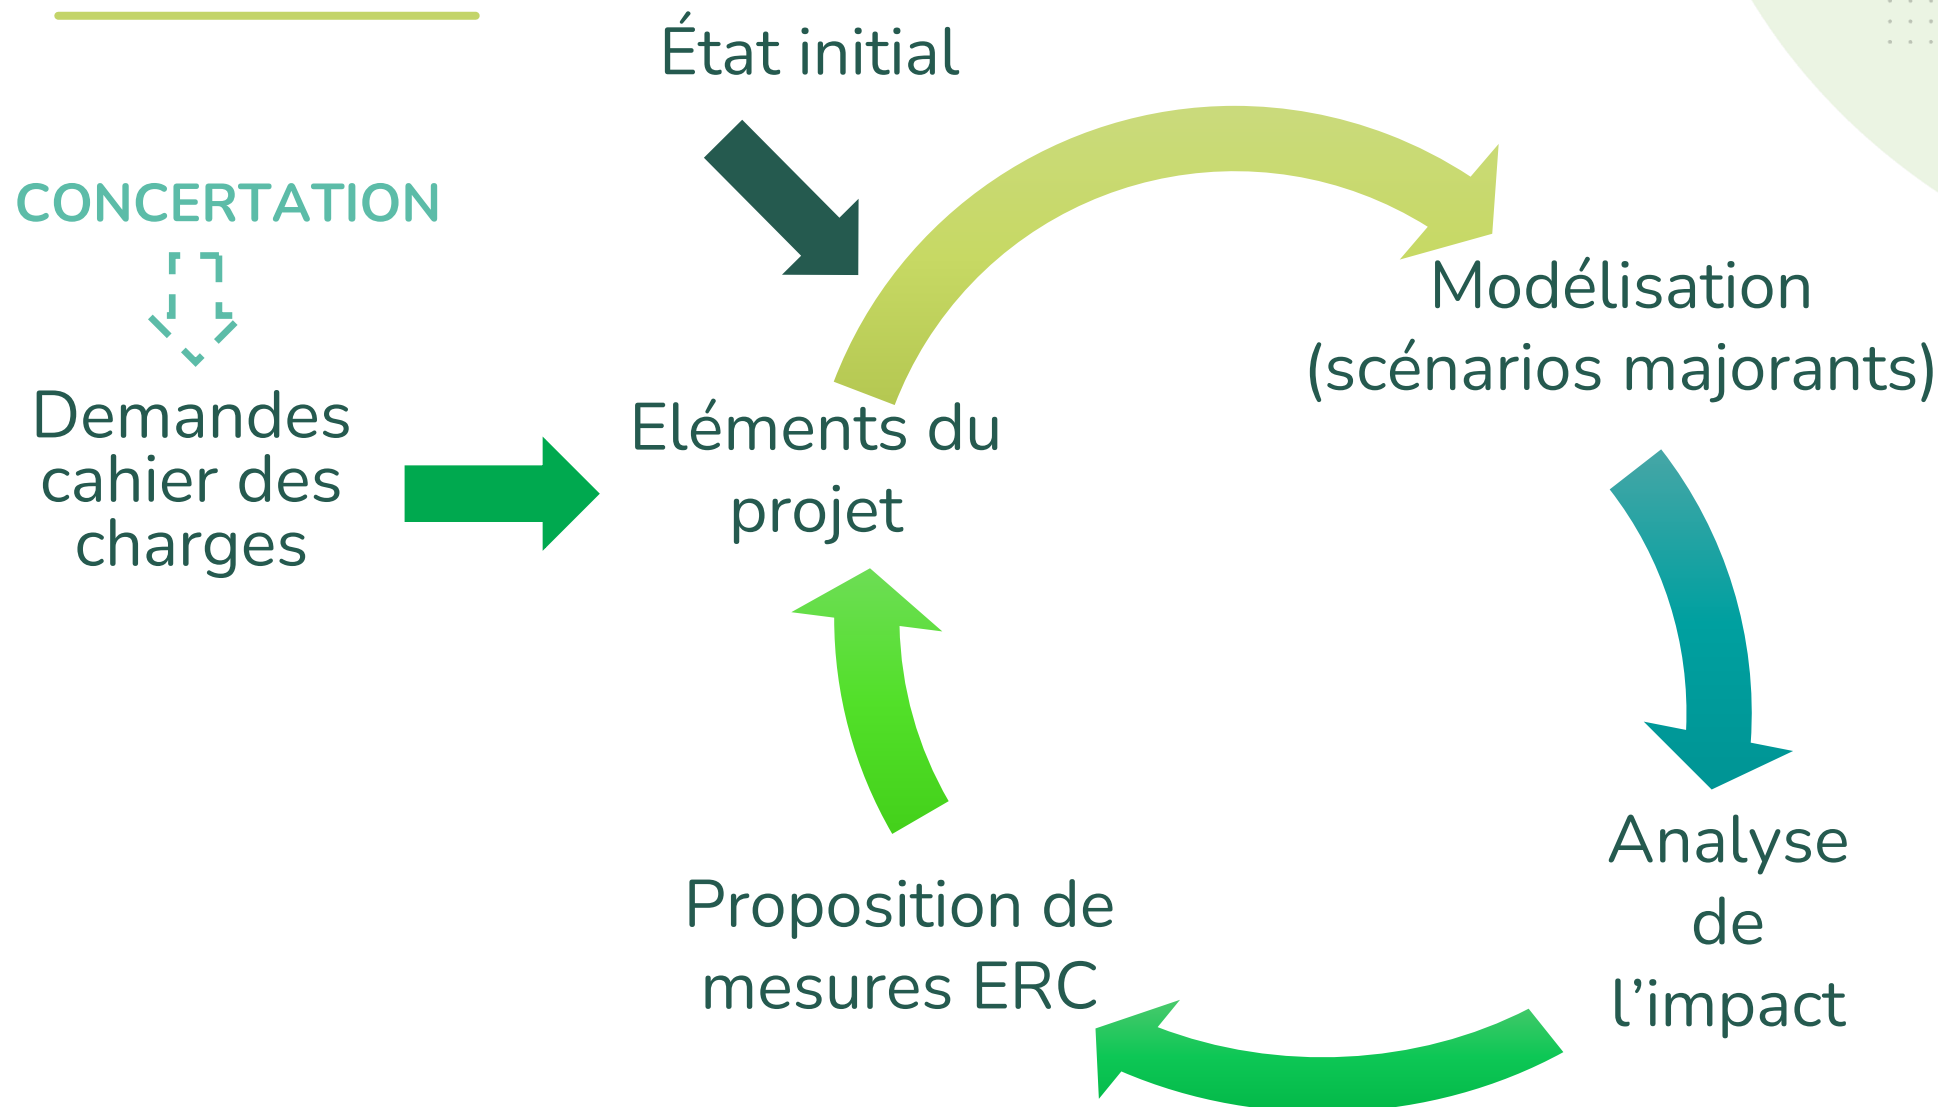 État initial
CONCERTATION
Demandes
cahier des
charges
Eléments du
projet
Modélisation
(scénarios majorants)
Analyse
de
l’impact
Proposition de
mesures ERC